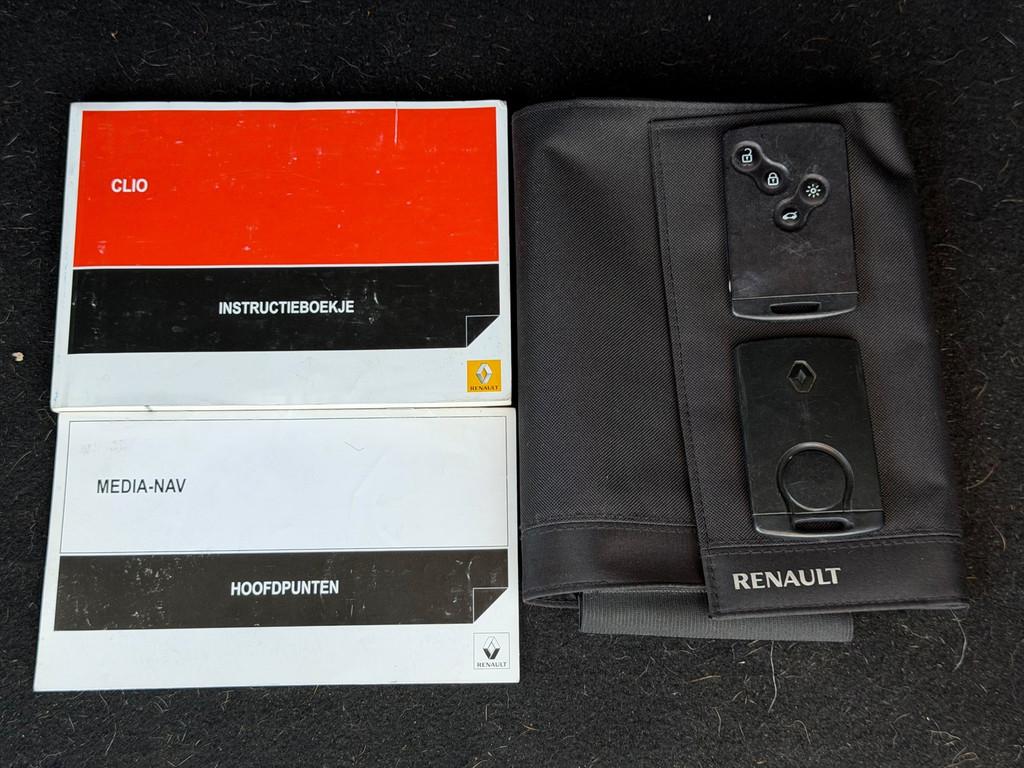 CLIO
INSTRUCTIEBOEKJE
RENAULT
MEDIA-NAV
HOOFDPUNTEN
RENAULT
RENAULT